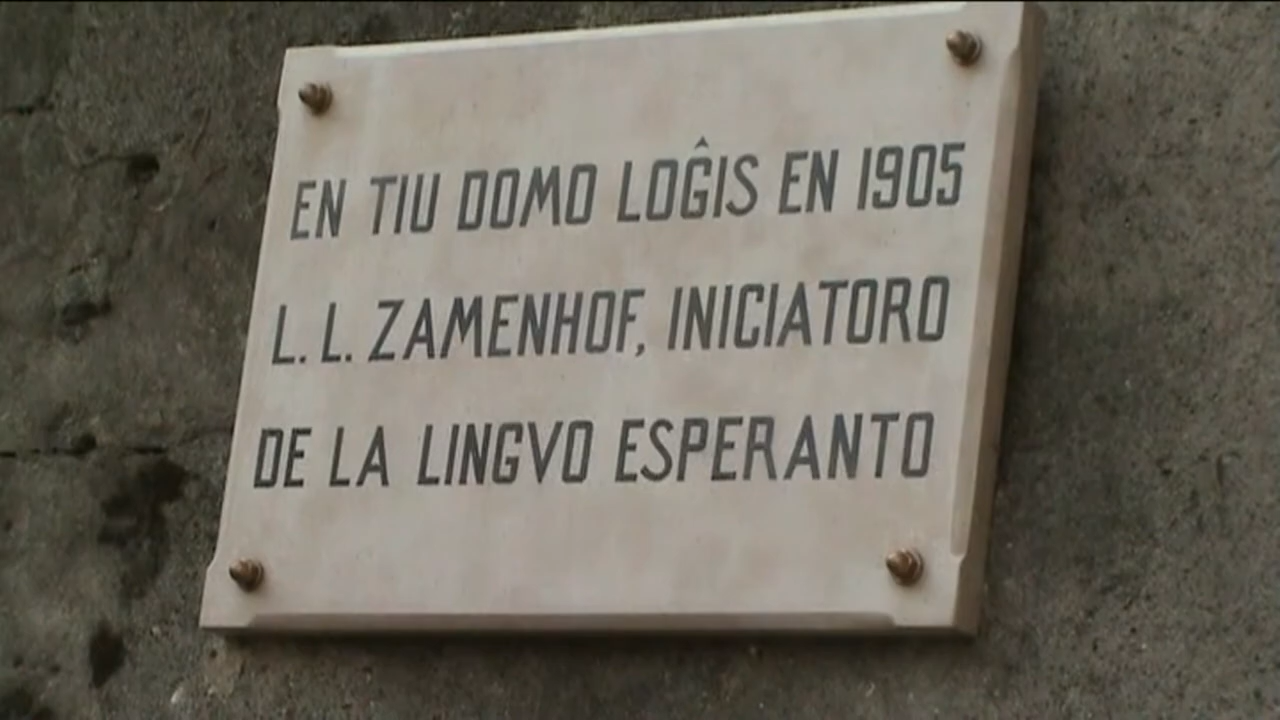 EN TIU DOMO LOĜIS EN 1905
L. L. ZAMENHOF, INICIATORO
DE LA LINGVO ESPERANTO